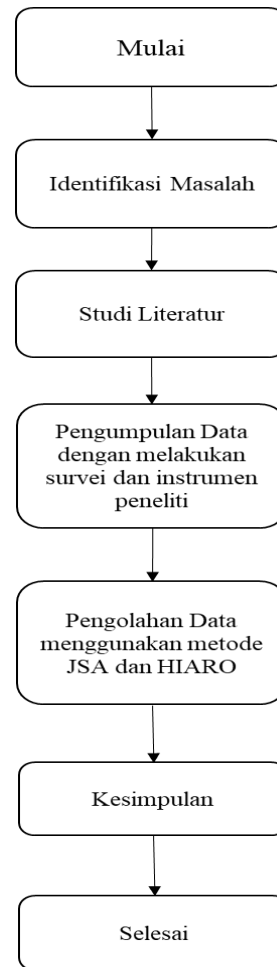 Mulai
Identifikasi Masalah
Studi Literatur
Pengumpulan Data
dengan melakukan
survei dan instrumen
peneliti
Pengolahan Data
menggunakan metode
JSA dan HIARO
Kesimpulan
Selesai